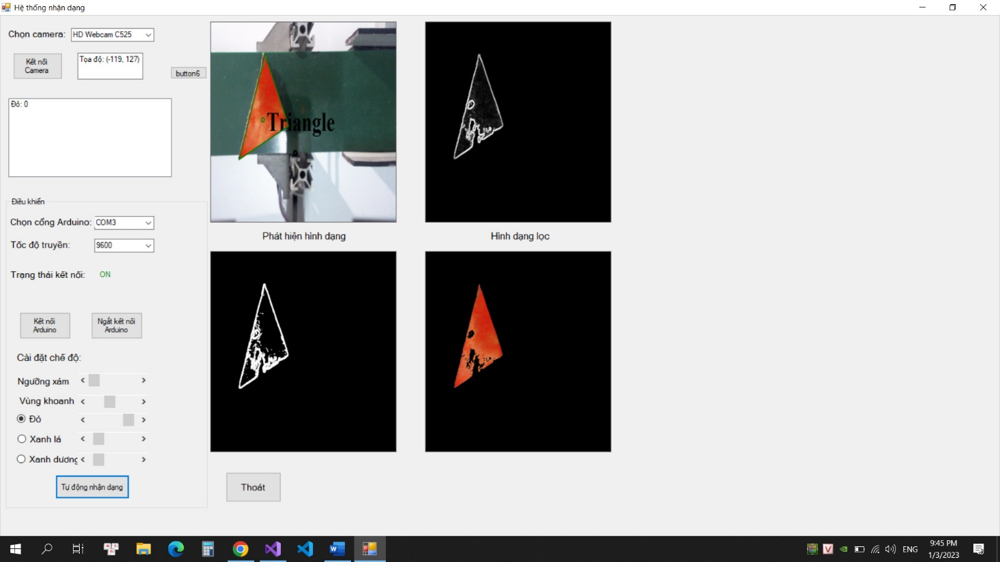 Hệ thống nhận dạng
Chọn camera:
HD Webcam C525
Kết nối
Camera
Tọa độ: (-119, 127)
button6
Đỏ: 0
Triangle
Phát hiện hình dạng
Hình dạng lọc
Điều khiển
Chọn cổng Arduino:
COM3
Tốc độ truyền:
9600
Trạng thái kết nối:
ON
Kết nối
Arduino
Ngắt kết nối
Arduino
Cài đặt chế độ:
Ngưỡng xám
Vùng khoanh
Đỏ
Xanh lá
Xanh dương
Tự động nhận dạng
Thoát
ENG
9:45 PM
1/3/2023